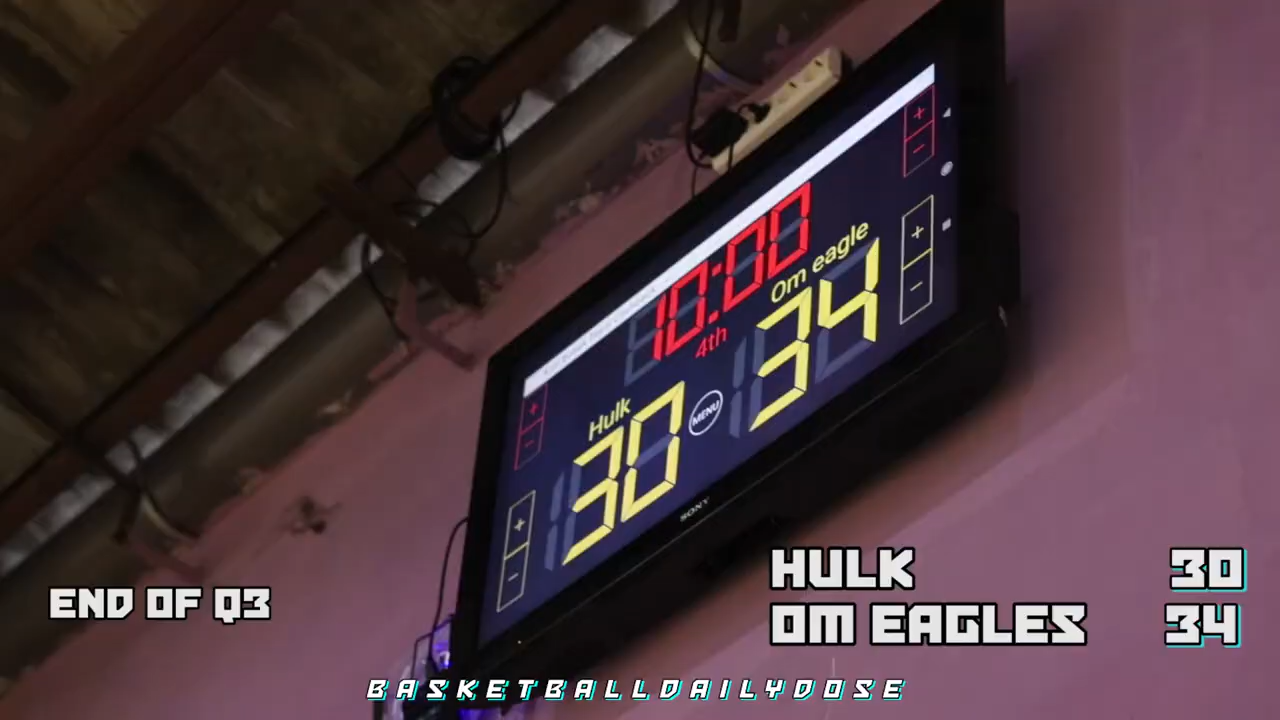 10:00
4th
Hulk
Om eagle
30
MENU
34
SONY
END OF Q3
HULK 30
OM EAGLES 34
BASKETBALLDAILYDOSE